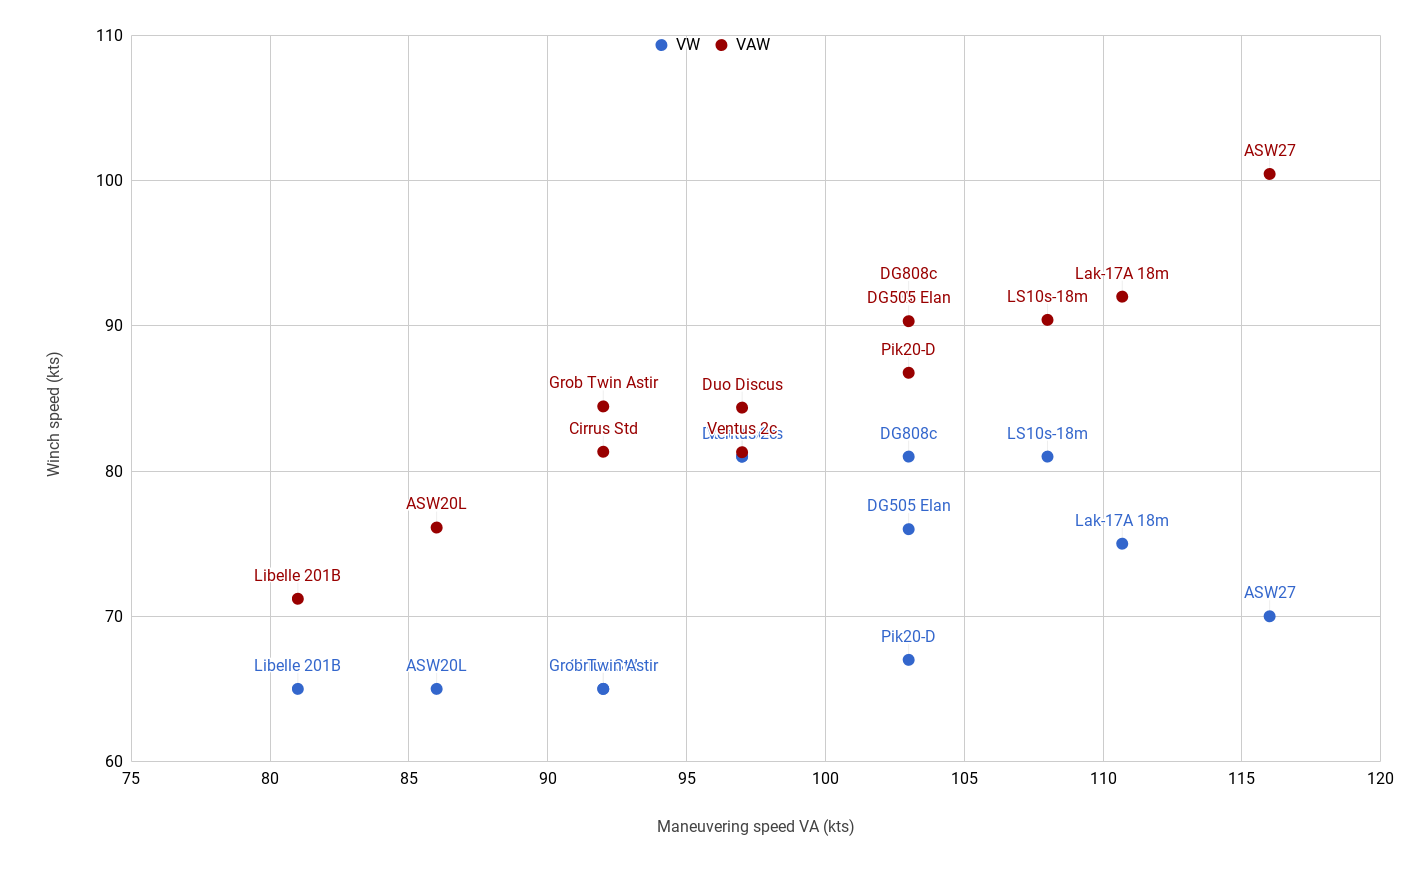 110
VW VAW
ASW27
100
DG808c Lak-17A 18m
DG505 Elan LS10s-18m
90
Pik20-D
Grob Twin Astir Duo Discus
Cirrus Std Ventus 2c
DG808c LS10s-18m
80
ASW20L DG505 Elan
Lak-17A 18m
Libelle 201B ASW27
70
Pik20-D
Libelle 201B ASW20L Grob Twin Astir
60
75 80 85 90 95 100 105 110 115 120
Maneuvering speed VA (kts)
Winch speed (kts)